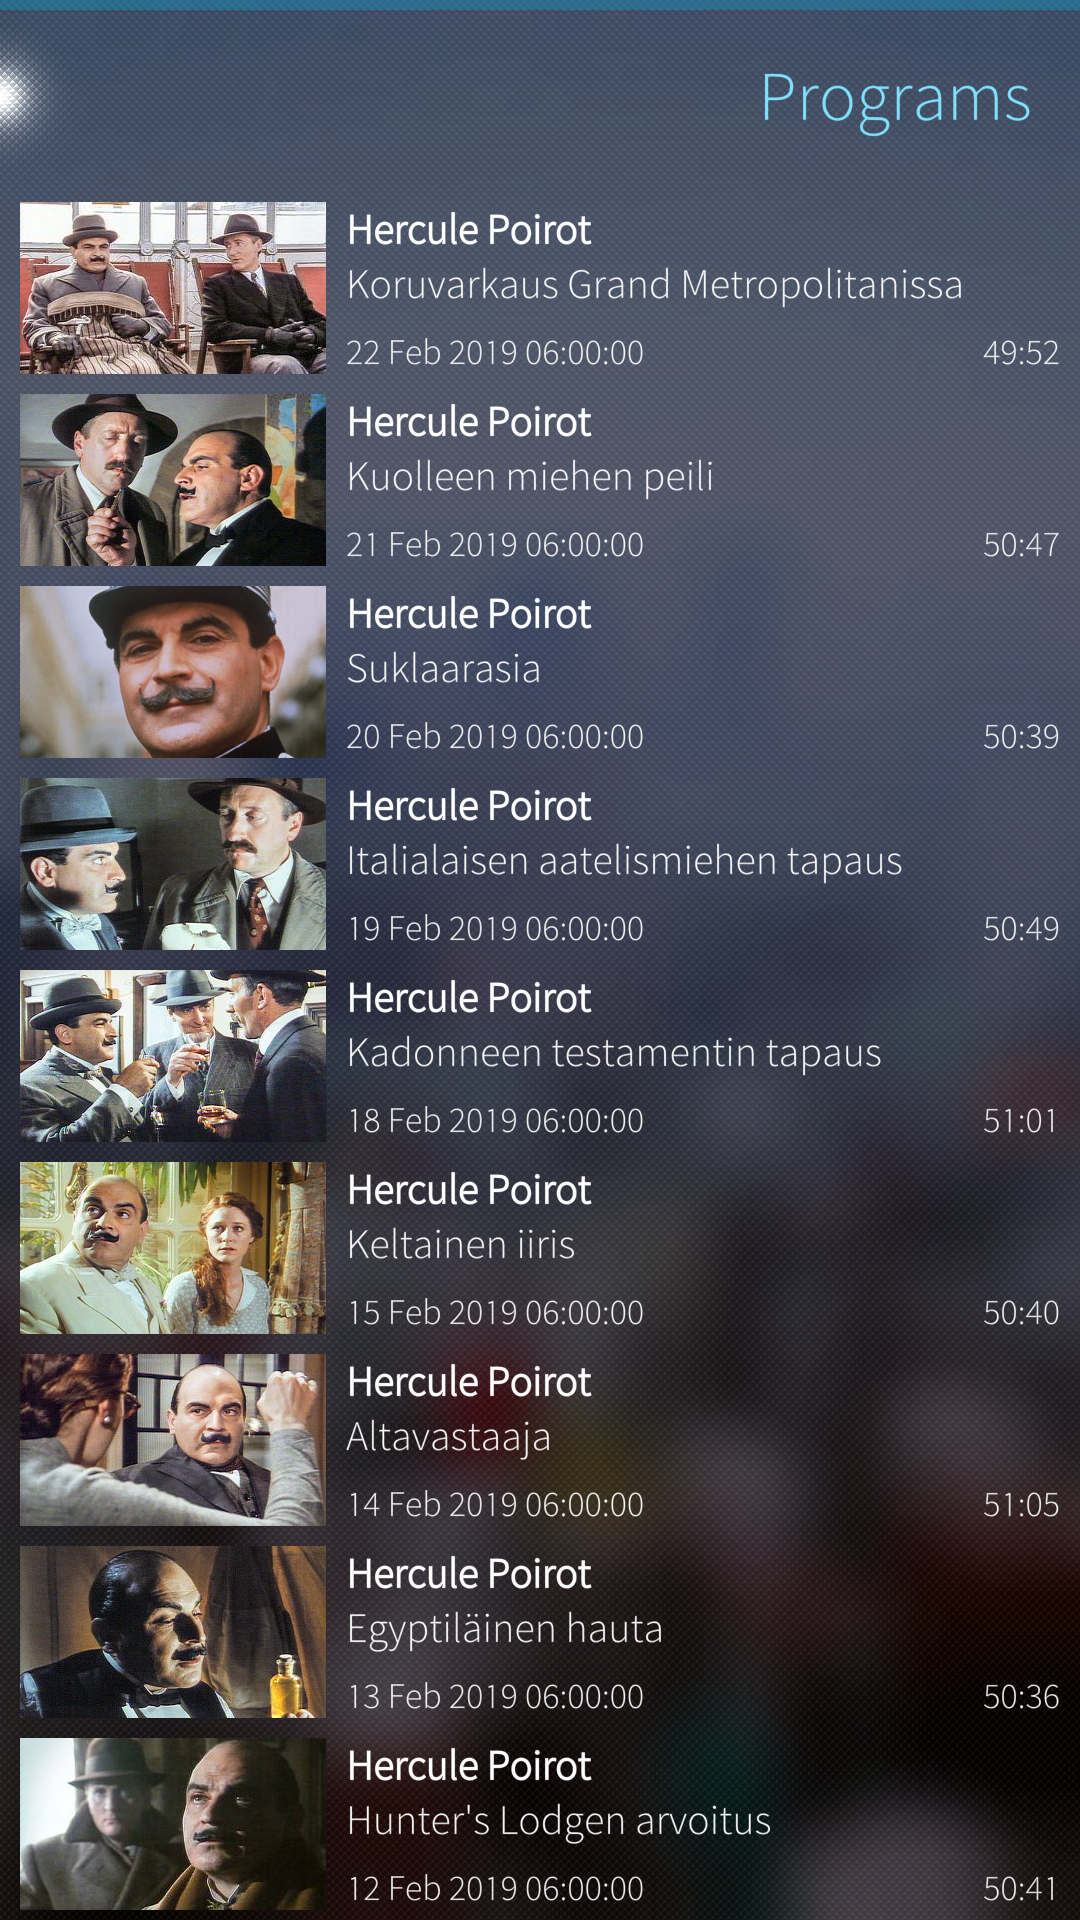 Programs
Hercule Poirot
Koruvarkaus Grand Metropolitanissa
22 Feb 2019 06:00:00 49:52
Hercule Poirot
Kuolleen miehen peili
21 Feb 2019 06:00:00 50:47
Hercule Poirot
Suklaarasia
20 Feb 2019 06:00:00 50:39
Hercule Poirot
Italialaisen aatelismiehen tapaus
19 Feb 2019 06:00:00 50:49
Hercule Poirot
Kadonneen testamentin tapaus
18 Feb 2019 06:00:00 51:01
Hercule Poirot
Keltainen iiris
15 Feb 2019 06:00:00 50:40
Hercule Poirot
Altavastaaja
14 Feb 2019 06:00:00 51:05
Hercule Poirot
Egyptiläinen hauta
13 Feb 2019 06:00:00 50:36
Hercule Poirot
Hunter's Lodgen arvoitus
12 Feb 2019 06:00:00 50:41